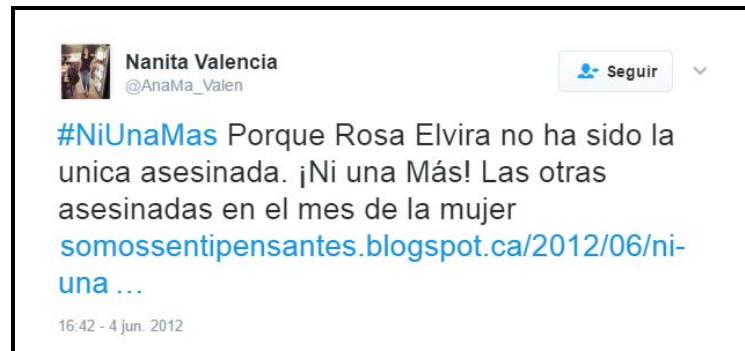 Nanita Valencia
@AnaMa_Valen
Seguir
#NiUnaMas Porque Rosa Elvira no ha sido la
unica asesinada. ¡Ni una Más! Las otras
asesinadas en el mes de la mujer
somossentipensantes.blogspot.ca/2012/06/ni-
una ...
16:42 - 4 jun. 2012